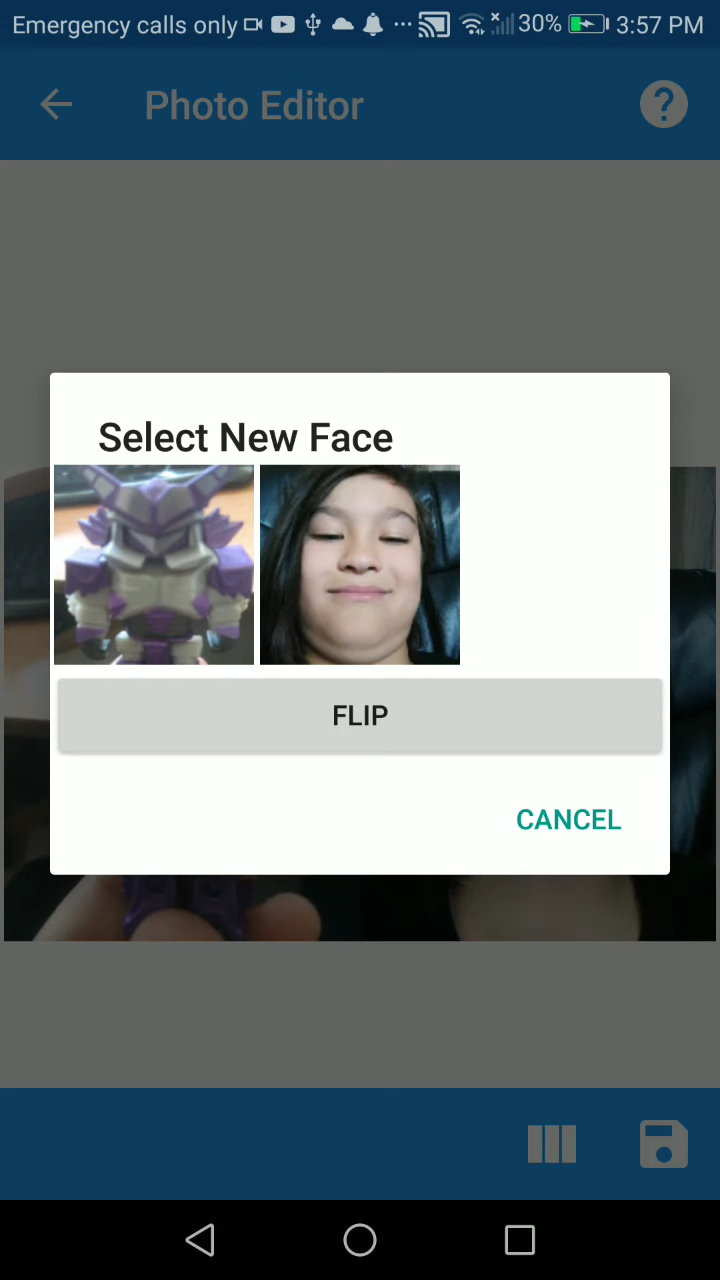 Emergency calls only 30% 3:57 PM
Photo Editor
Select New Face
FLIP
CANCEL